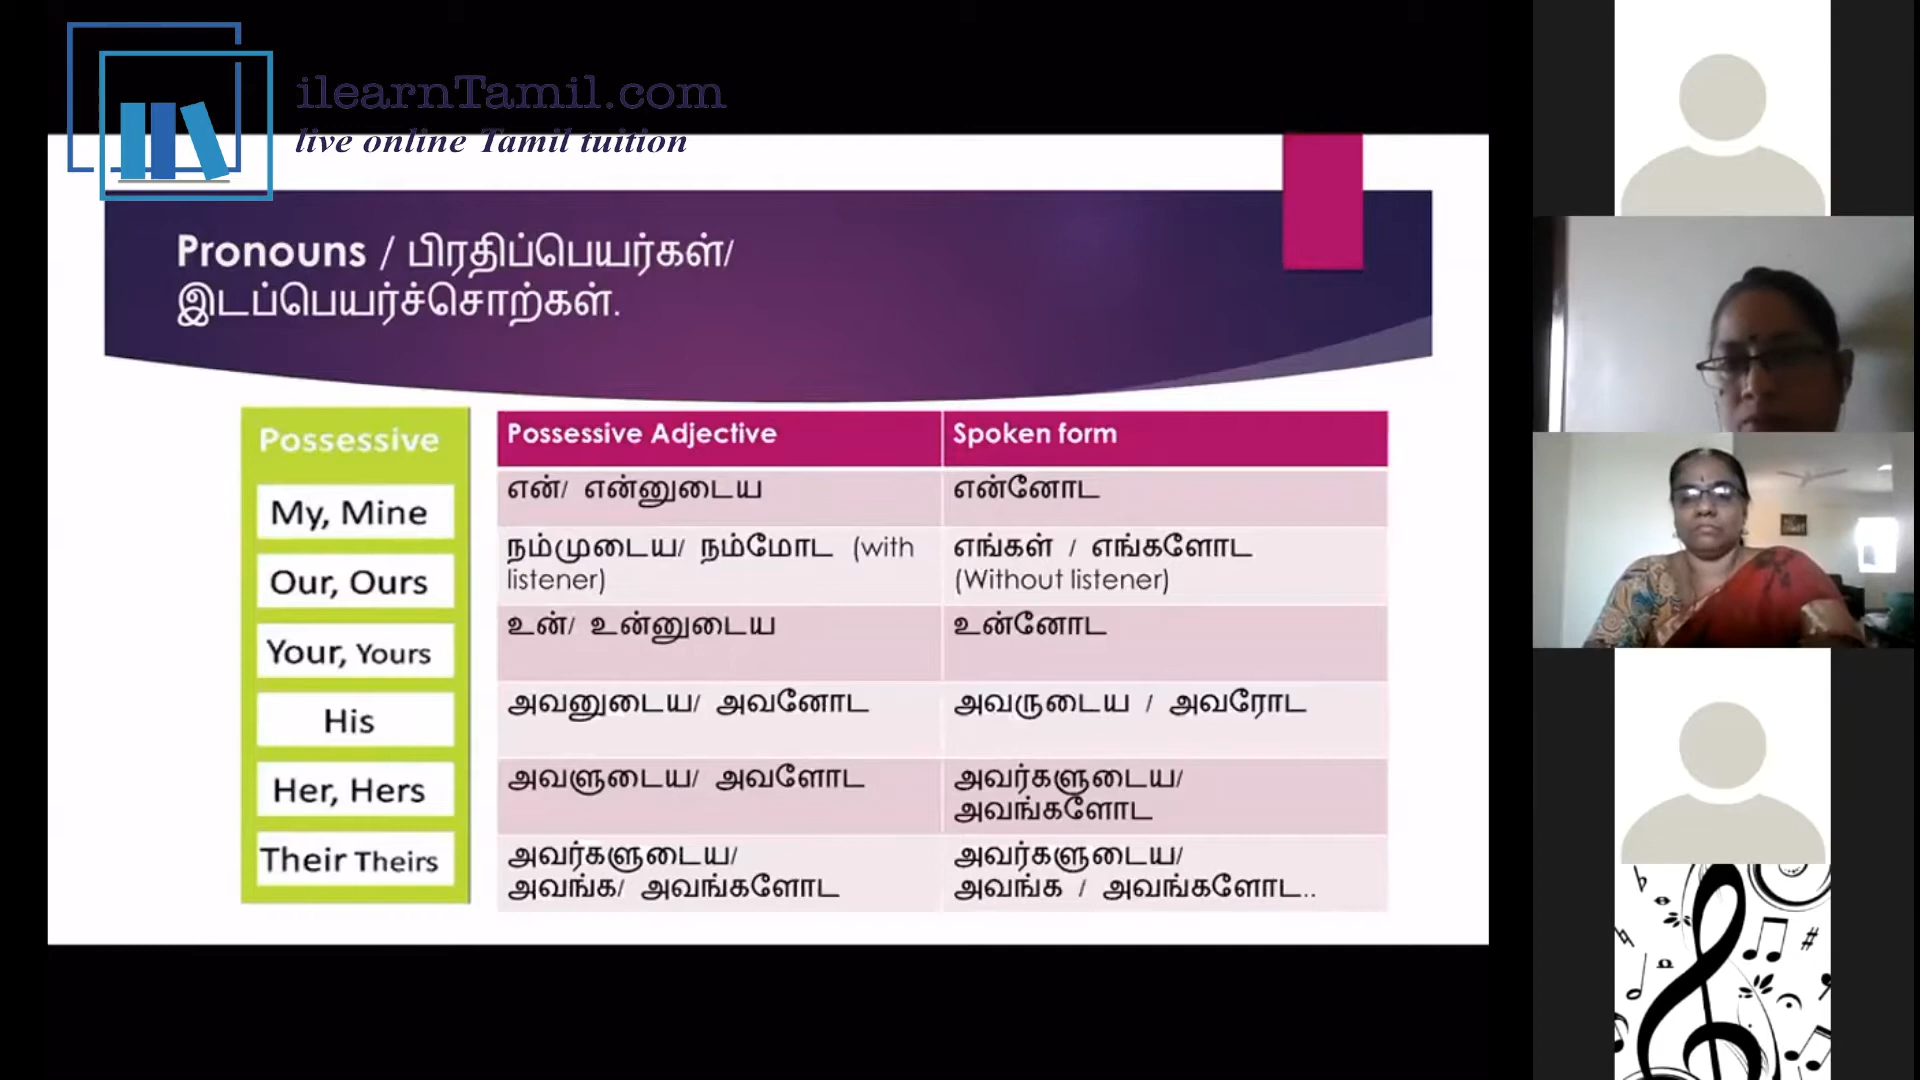 ilearnTamil.com
live online Tamil tuition
Pronouns / பிரதிப்பெயர்கள்/
இடப்பெயர்ச்சொற்கள்.
Possessive
My, Mine
Our, Ours
Your, Yours
His
Her, Hers
Their Theirs
Possessive Adjective
Spoken form
என்/ என்னுடைய
என்னோட
நம்முடைய/ நம்மோட (with
listener)
எங்கள் / எங்களோட
(Without listener)
உன்/ உன்னுடைய
உன்னோட
அவனுடைய/ அவனோட
அவருடைய / அவரோட
அவளுடைய/ அவளோட
அவர்களுடைய/
அவங்களோட
அவர்களுடைய/
அவங்க/ அவங்களோட
அவர்களுடைய/
அவங்க / அவங்களோட..